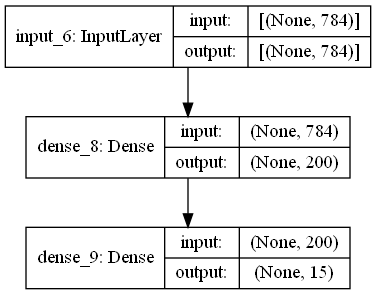 input_6: InputLayer
input: [(None, 784)]
output: [(None, 784)]
dense_8: Dense
input: (None, 784)
output: (None, 200)
dense_9: Dense
input: (None, 200)
output: (None, 15)